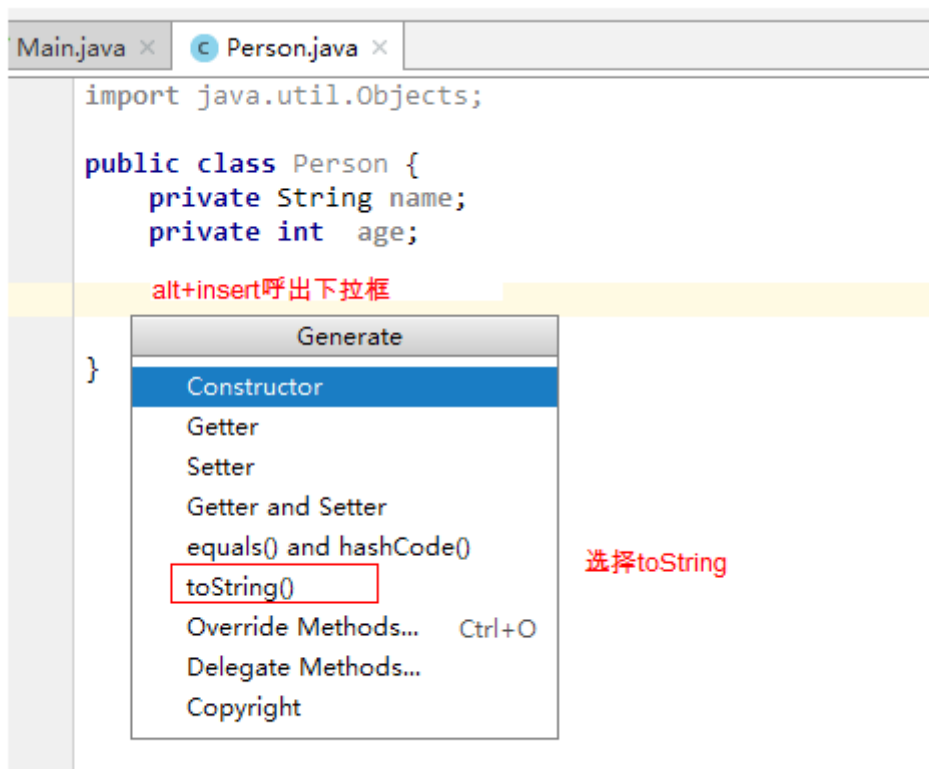 Main.java ×
C Person.java ×
import java.util.Objects;
public class Person {
private String name;
private int  age;
alt+insert呼出下拉框
Generate
}
Constructor
Getter
Setter
Getter and Setter
equals() and hashCode()
选择toString
toString()
Override Methods... Ctrl+O
Delegate Methods...
Copyright